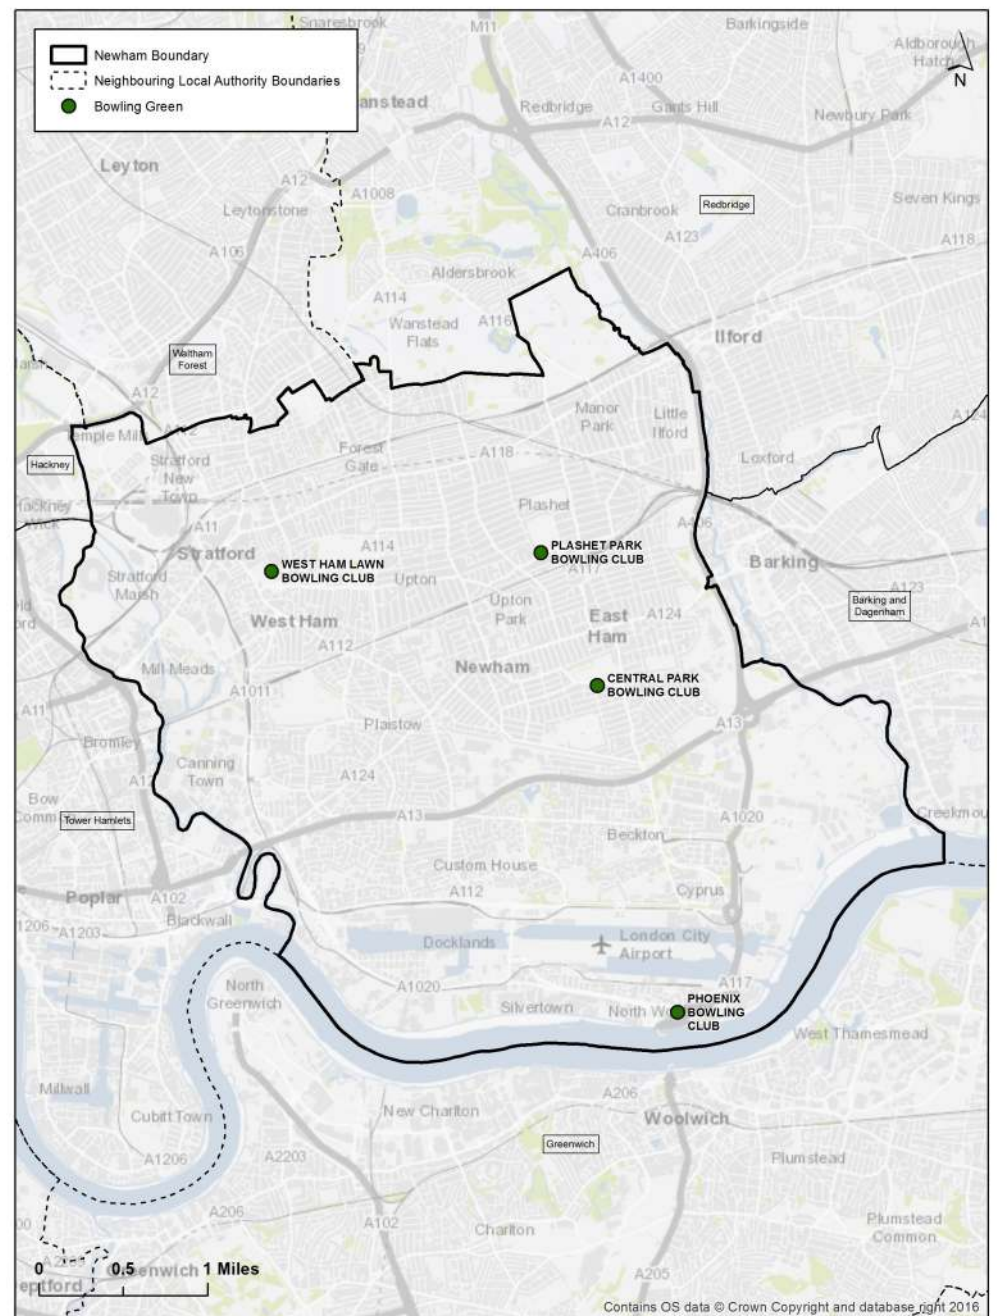 Snaresbrook
M11
Barkingside
Newham Boundary
Neighbouring Local Authority Boundaries
Bowling Green
Aldborough
Hatch
N
A1400
Redbridge
Gants Hill
A12
Newbury Park
Leyton
A12
A1008
Leytonstone
Redbridge
Cranbrook
Seven Kings
A123
A118
A106
A406
Aldersbrook
A114
Wanstead
Flats
A116
Ilford
Waltham
Forest
A12
Manor
Park
Little
Ilford
Forest
Gate
A118
Loxford
Hackney
Stratford
New
Town
Hackney
Wick
Plashet
A11
A406
Stratford
A114
PLASHET PARK
BOWLING CLUB
A117
WEST HAM LAWN
BOWLING CLUB
Upton
Barking
A123
Stratford
Marsh
Barking and
Dagenham
Upton
Park
East
Ham
A124
West Ham
A112
Newham
Mill Meads
A1011
CENTRAL PARK
BOWLING CLUB
A11
Plaistow
A13
Bromley
Canning
Town
A124
Bow
Tower Hamlets
A13
A1020
Beckton
Custom House
A112
Cyprus
Poplar
A102
Blackwall
A1203
Docklands
London City
Airport
A1020
A117
North
Greenwich
Silvertown
PHOENIX
BOWLING
CLUB
West Thamesmead
Millwall
A206
New Charlton
Cubitt Town
Woolwich
Greenwich
A1206
A2203
Plumstead
A206
A102
Charlton
Plumstead
Common
0 0.5 1 Miles
A205
Contains OS data © Crown Copyright and database right 2016